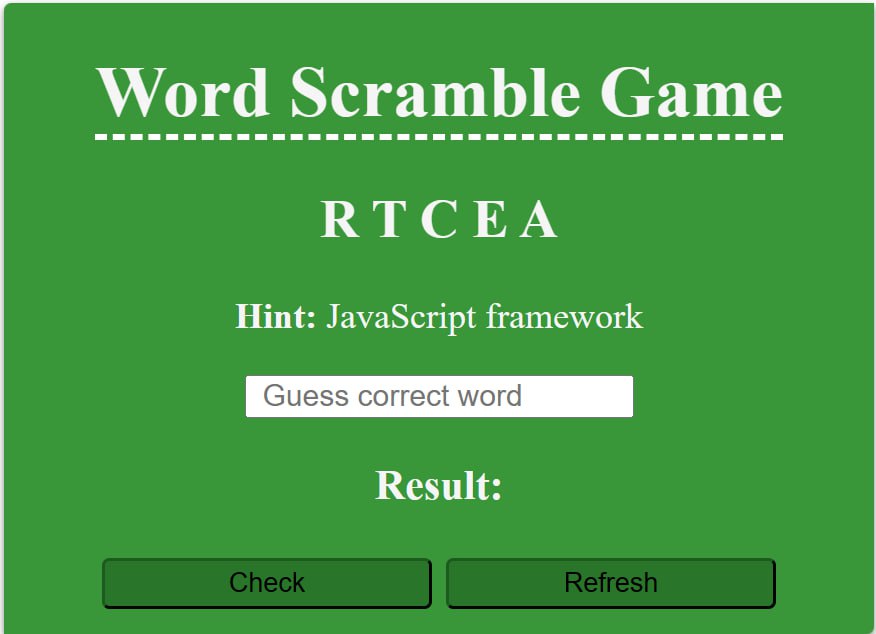 Word Scramble Game
R T C E A
Hint: JavaScript framework
Guess correct word
Result:
Check Refresh